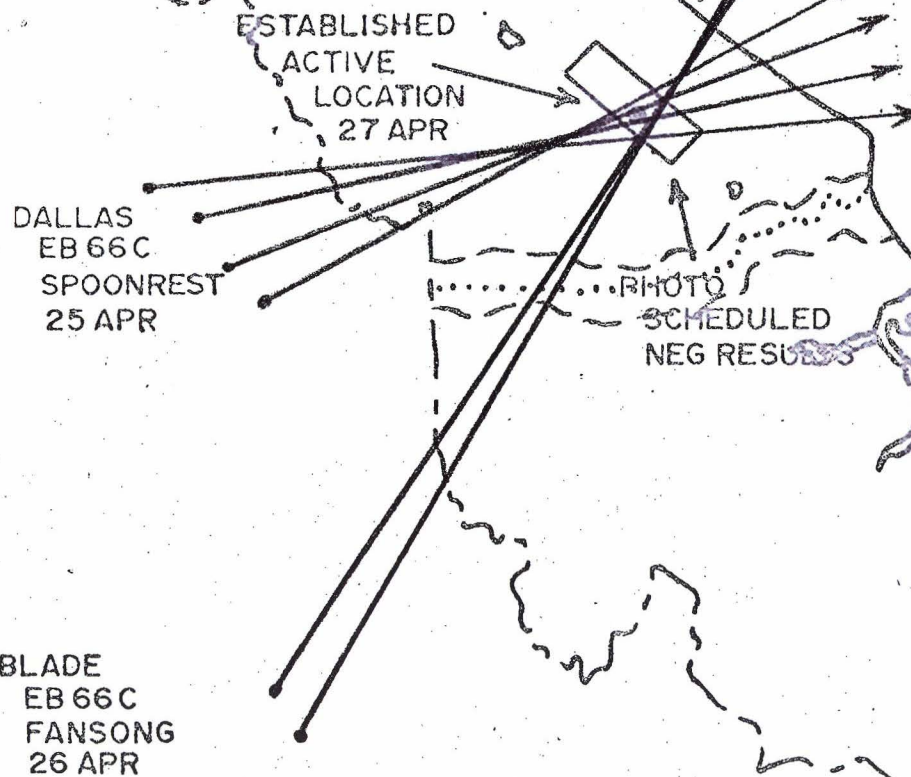 ESTABLISHED
ACTIVE
LOCATION
27 APR
DALLAS
EB 66C
SPOONREST
25 APR
PHOTO
SCHEDULED
NEG RESULTS
BLADE
EB 66C
FANSONG
26 APR